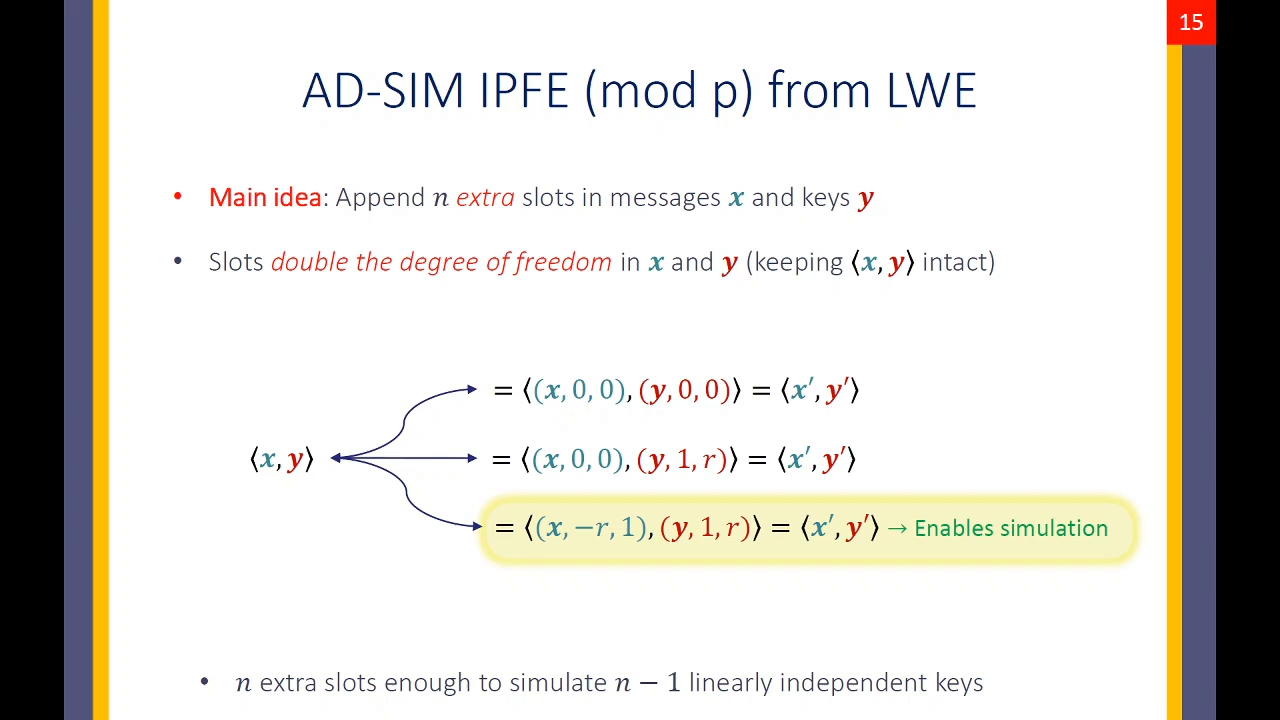 15
AD-SIM IPFE (mod p) from LWE
• Main idea: Append n extra slots in messages x and keys y
• Slots double the degree of freedom in x and y (keeping ⟨x, y⟩ intact)
= ⟨(x, 0, 0), (y, 0, 0)⟩ = ⟨x′, y′⟩
⟨x, y⟩ = ⟨(x, 0, 0), (y, 1, r)⟩ = ⟨x′, y′⟩
= ⟨(x, −r, 1), (y, 1, r)⟩ = ⟨x′, y′⟩ → Enables simulation
• n extra slots enough to simulate n − 1 linearly independent keys